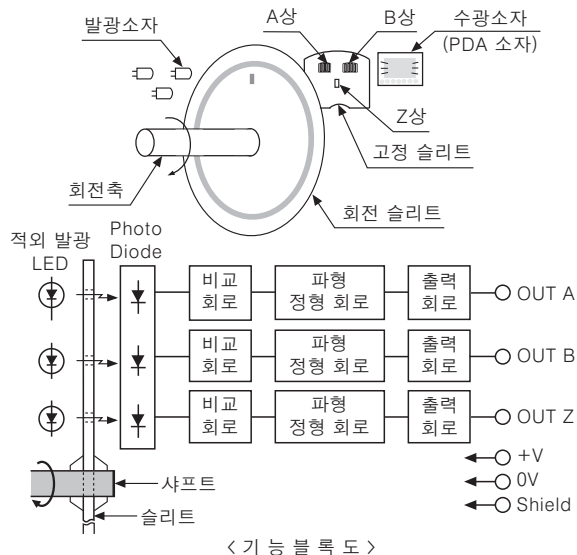 발광소자
A상
B상
수광소자
(PDA 소자)
Z상
고정 슬리트
회전축
회전 슬리트
적외 발광
LED
Photo
Diode
비교
회로
파형
정형 회로
출력
회로
OUT A
비교
회로
파형
정형 회로
출력
회로
OUT B
비교
회로
파형
정형 회로
출력
회로
OUT Z
+V
0V
Shield
샤프트
슬리트
< 기 능 블 록 도 >